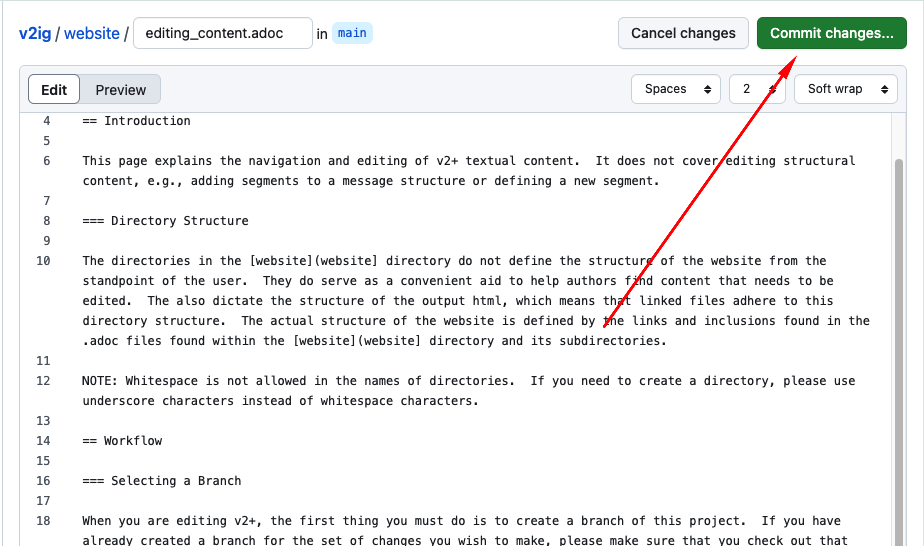 v2ig / website / editing_content.adoc in main Cancel changes Commit changes...
Edit Preview Spaces 2 Soft wrap
4 == Introduction
5
6 This page explains the navigation and editing of v2+ textual content.  It does not cover editing structural
content, e.g., adding segments to a message structure or defining a new segment.
7
8 === Directory Structure
9
10 The directories in the [website](website] directory do not define the structure of the website from the
standpoint of the user.  They do serve as a convenient aid to help authors find content that needs to be
edited.  The also dictate the structure of the output html, which means that linked files adhere to this
directory structure.  The actual structure of the website is defined by the links and inclusions found in the
.adoc files found within the [website](website] directory and its subdirectories.
11
12 NOTE: Whitespace is not allowed in the names of directories.  If you need to create a directory, please use
underscore characters instead of whitespace characters.
13
14 == Workflow
15
16 === Selecting a Branch
17
18 When you are editing v2+, the first thing you must do is to create a branch of this project.  If you have
already created a branch for the set of changes you wish to make, please make sure that you check out that